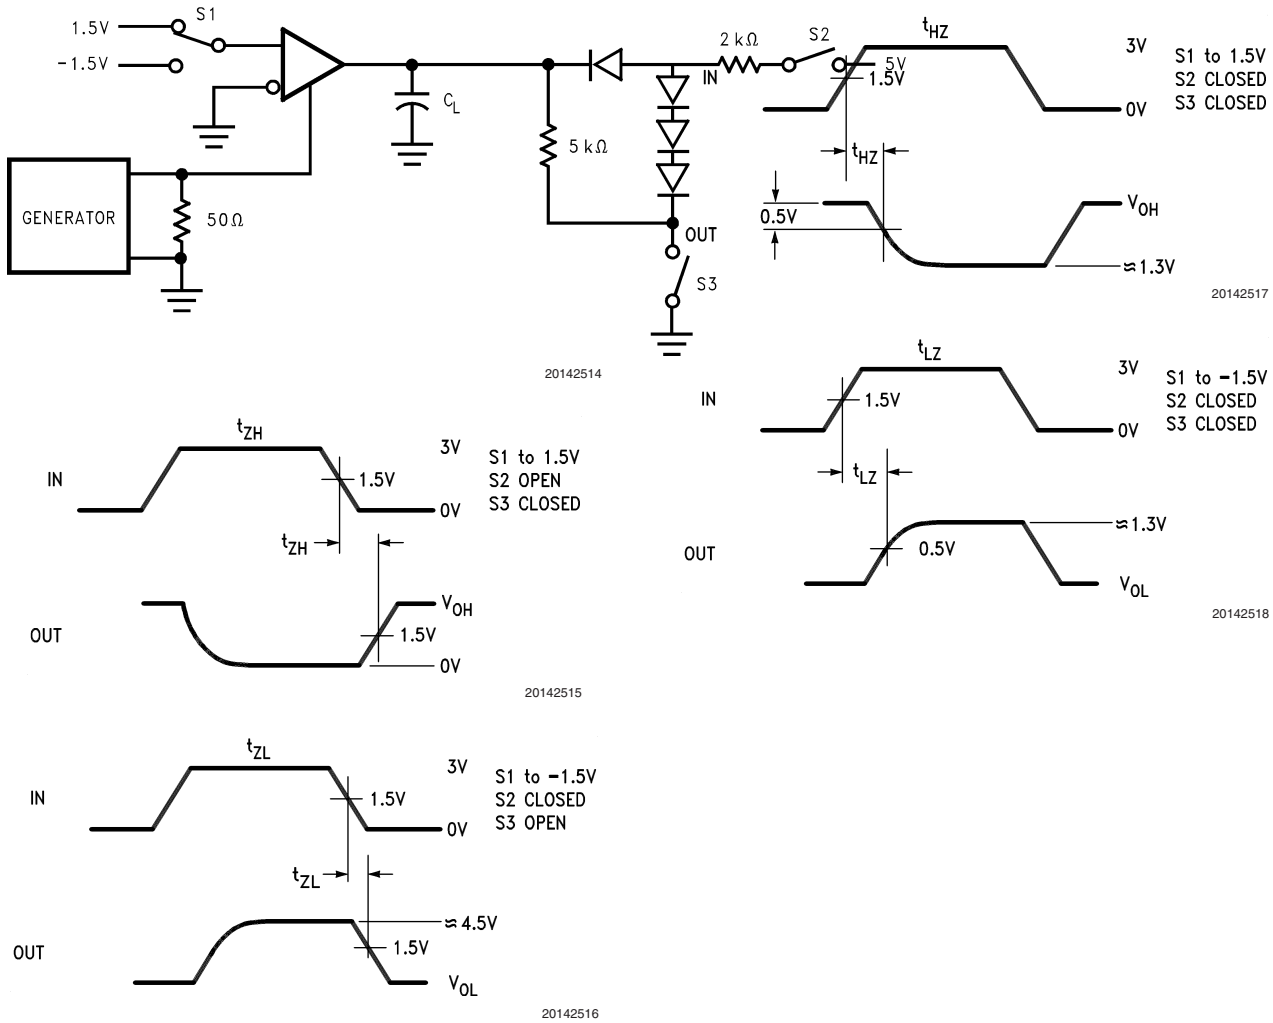 S1
1.5V
-1.5V
C_L
GENERATOR
50Ω
5 kΩ
2 kΩ
S2
5V
IN
OUT
S3
20142514
t_HZ
3V
1.5V
0V
S1 to 1.5V
S2 CLOSED
S3 CLOSED
t_HZ
0.5V
V_OH
≈1.3V
20142517
t_LZ
IN
3V
1.5V
0V
S1 to -1.5V
S2 CLOSED
S3 CLOSED
t_LZ
OUT
0.5V
≈1.3V
V_OL
20142518
t_ZH
IN
3V
1.5V
0V
S1 to 1.5V
S2 OPEN
S3 CLOSED
t_ZH
OUT
V_OH
1.5V
0V
20142515
t_ZL
IN
3V
1.5V
0V
S1 to -1.5V
S2 CLOSED
S3 OPEN
t_ZL
OUT
≈ 4.5V
1.5V
V_OL
20142516